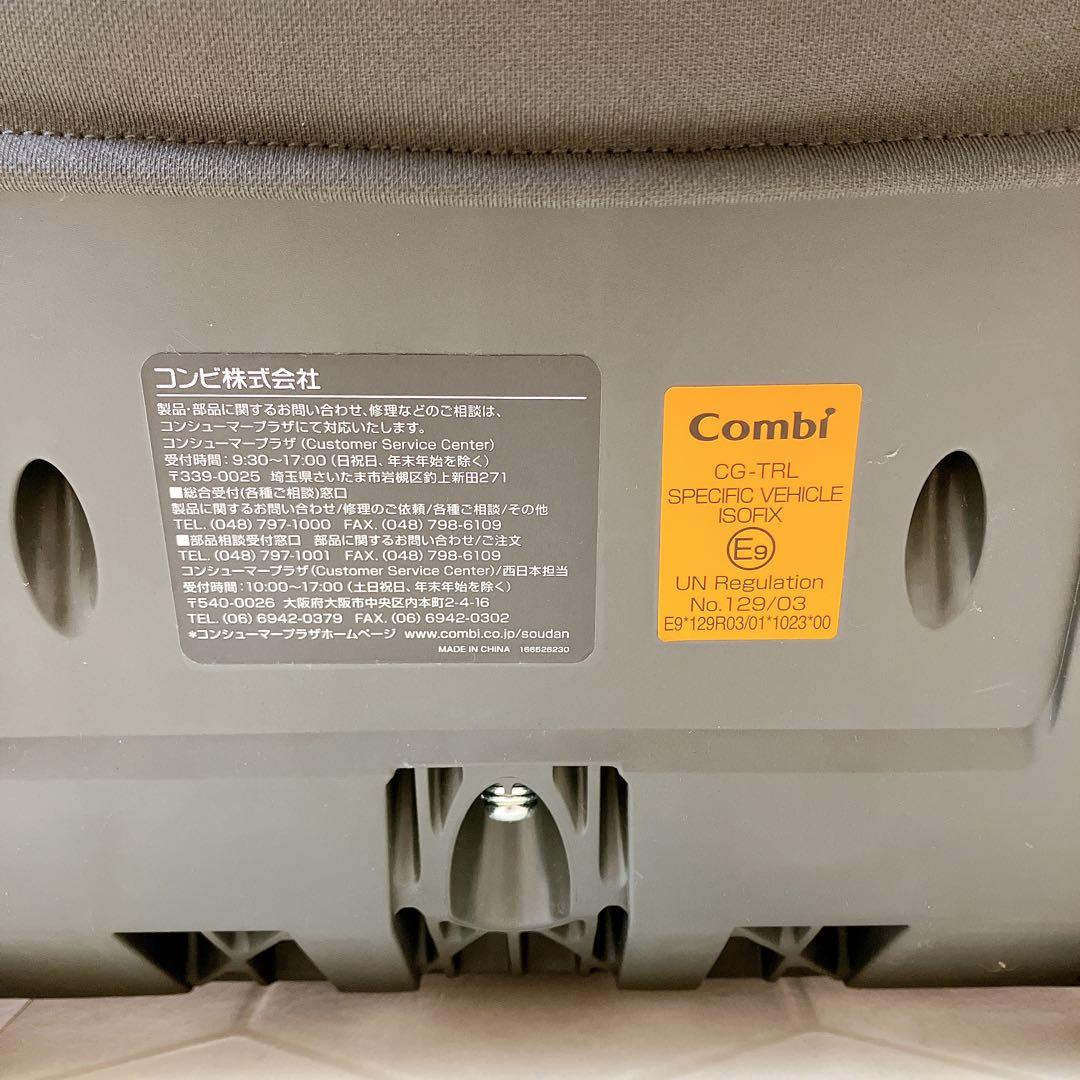 コンビ株式会社
製品・部品に関するお問い合わせ、修理などのご相談は、
コンシューマープラザにて対応いたします。
コンシューマープラザ (Customer Service Center)
受付時間:9:30〜17:00 (日祝日、年末年始を除く)
〒339-0025 埼玉県さいたま市岩槻区釣上新田271
■総合受付(各種ご相談)窓口
製品に関するお問い合わせ/修理のご依頼/各種ご相談/その他
TEL. (048) 797-1000 FAX. (048) 798-6109
■部品相談受付窓口 部品に関するお問い合わせ/ご注文
TEL. (048) 797-1001 FAX. (048) 798-6109
コンシューマープラザ(Customer Service Center)/西日本担当
受付時間:10:00〜17:00 (土日祝日、年末年始を除く)
〒540-0026 大阪府大阪市中央区内本町2-4-16
TEL. (06) 6942-0379 FAX. (06) 6942-0302
*コンシューマープラザホームページ www.combi.co.jp/soudan
MADE IN CHINA 166526230
Combi
CG-TRL
SPECIFIC VEHICLE
ISOFIX
E9
UN Regulation
No.129/03
E9*129R03/01*1023*00